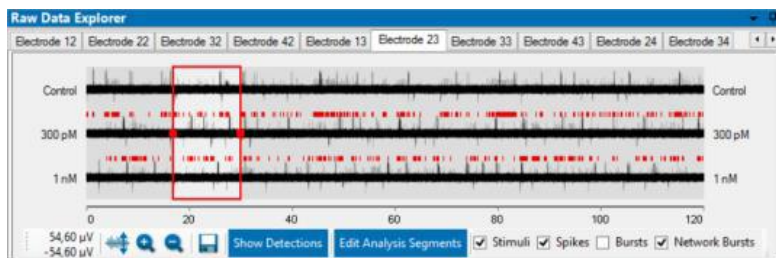 Raw Data Explorer
Electrode 12 Electrode 22 Electrode 32 Electrode 42 Electrode 13 Electrode 23 Electrode 33 Electrode 43 Electrode 24 Electrode 34
Control Control
300 pM 300 pM
1 nM 1 nM
0 20 40 60 80 100 120
54,60 µV
-54,60 µV
Show Detections Edit Analysis Segments Stimuli Spikes Bursts Network Bursts